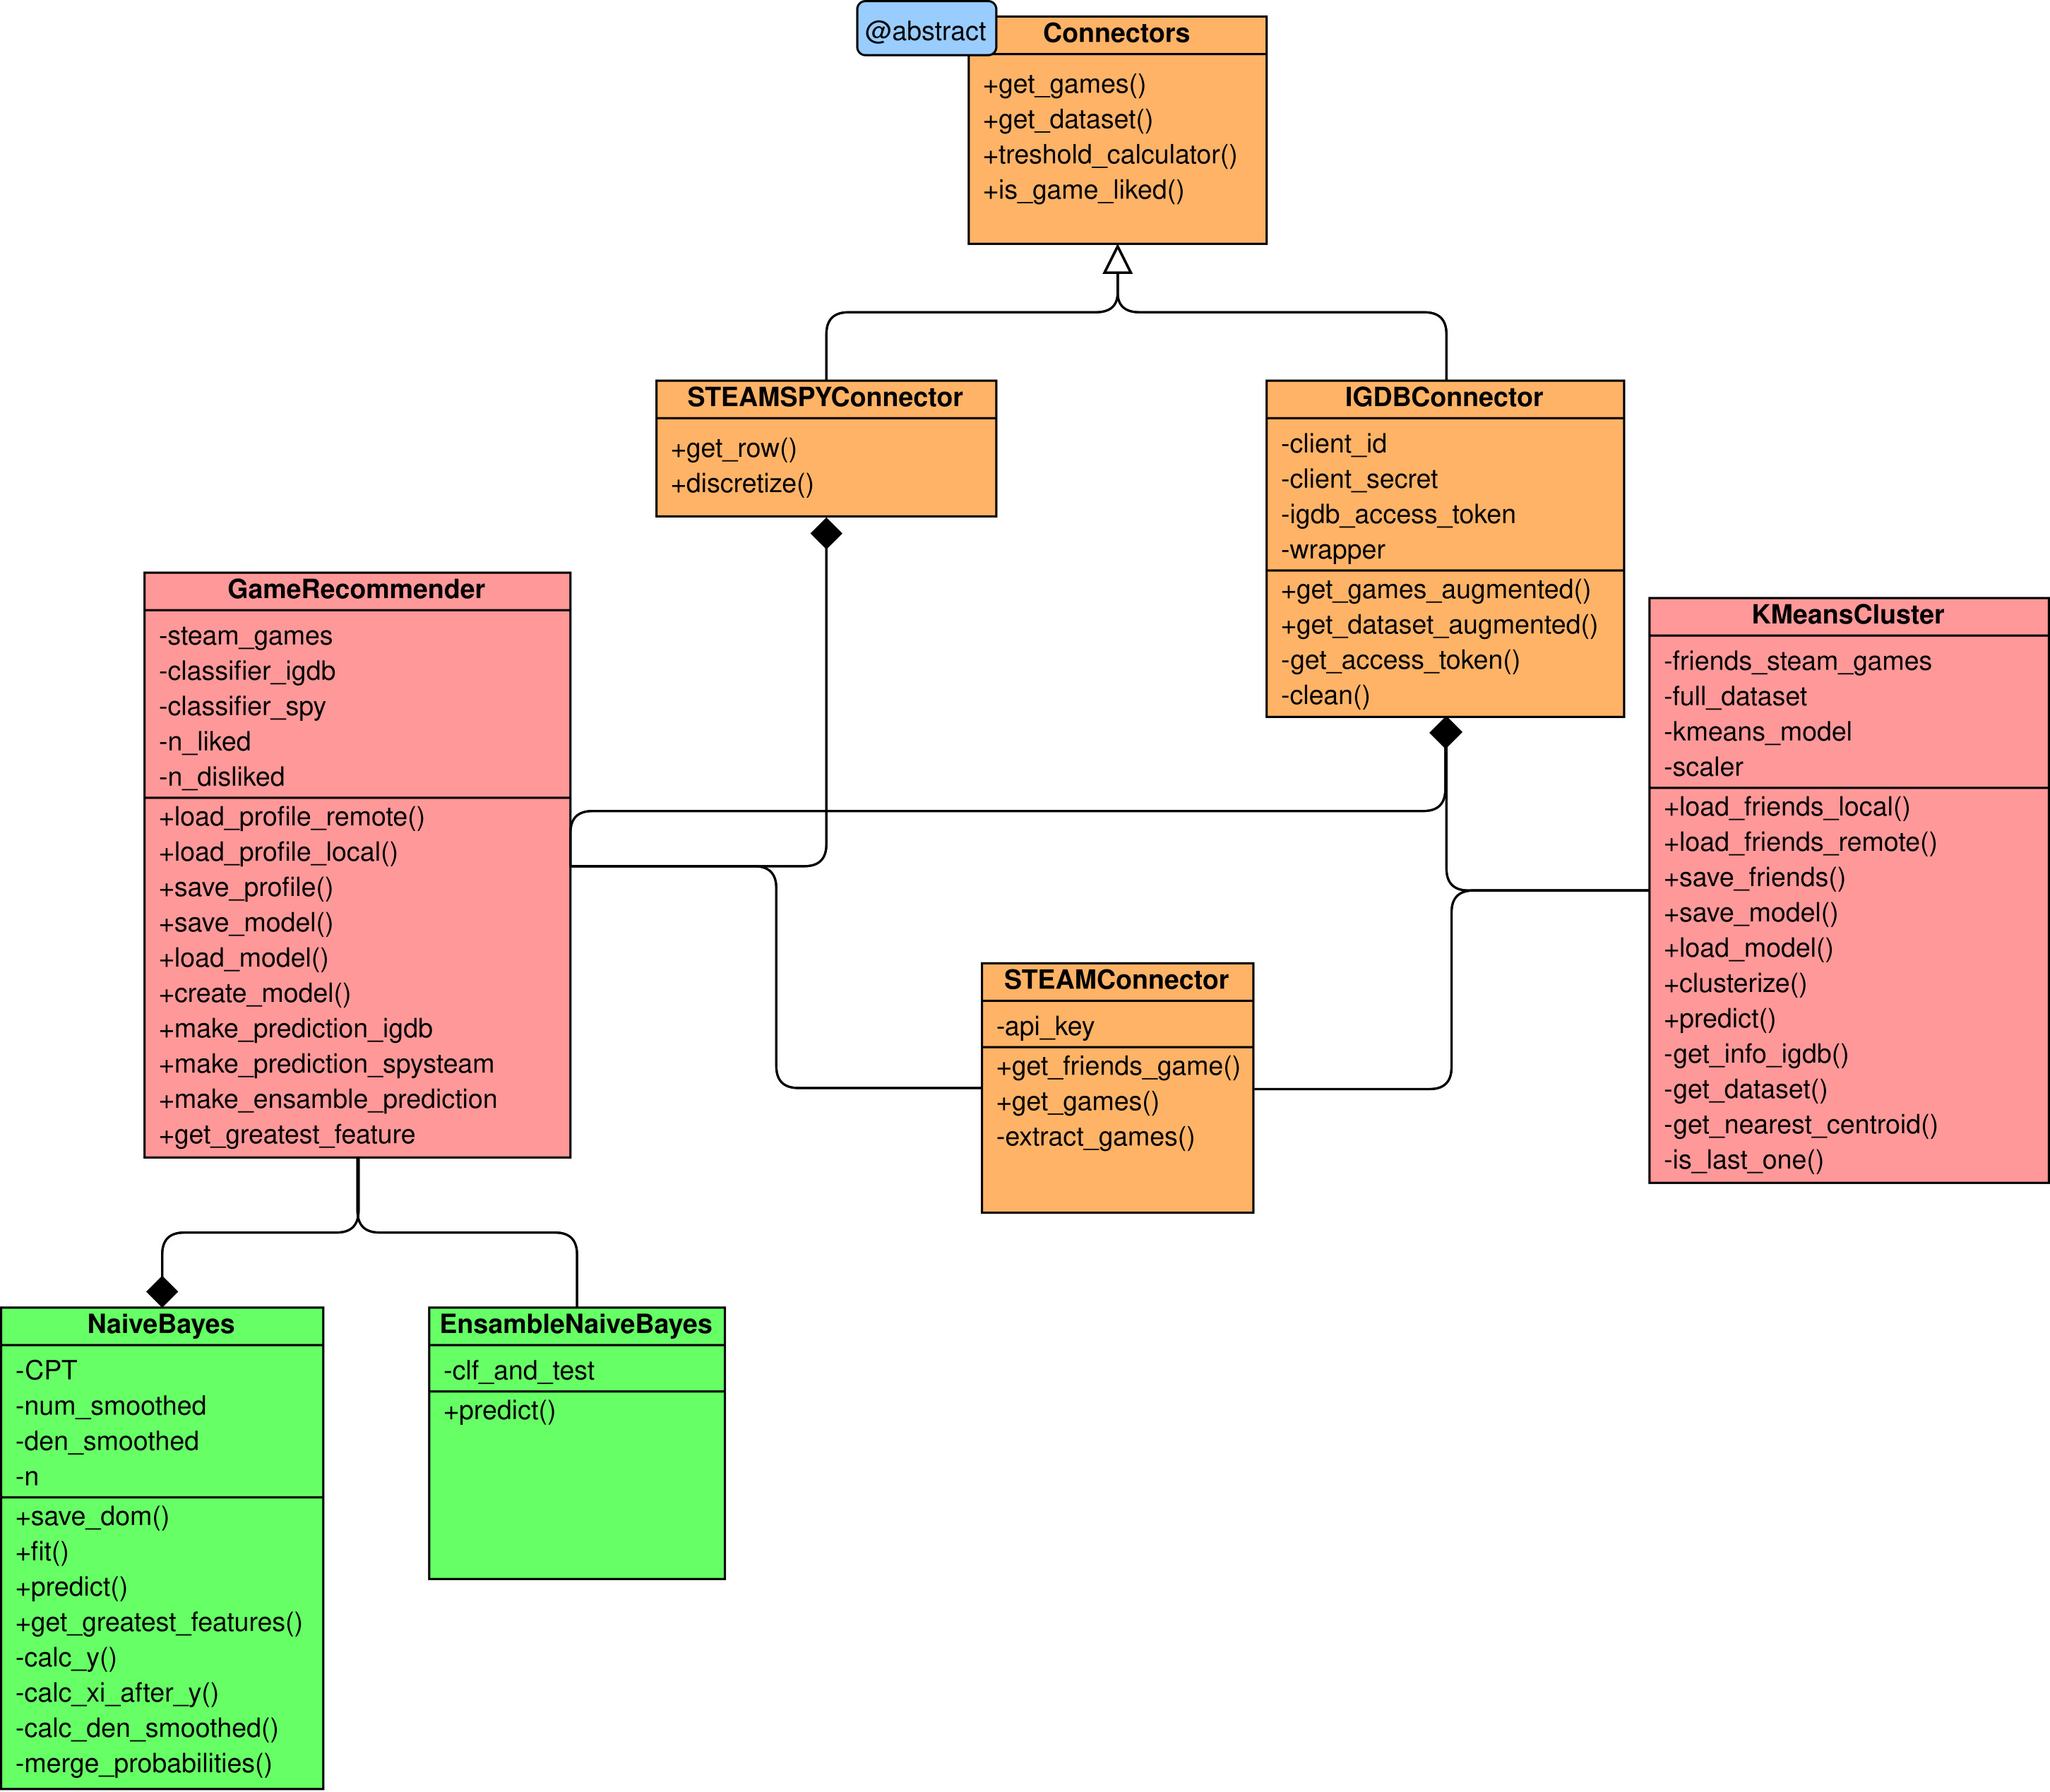 @abstract
Connectors
+get_games()
+get_dataset()
+treshold_calculator()
+is_game_liked()
STEAMSPYConnector
+get_row()
+discretize()
IGDBConnector
-client_id
-client_secret
-igdb_access_token
-wrapper
+get_games_augmented()
+get_dataset_augmented()
-get_access_token()
-clean()
GameRecommender
-steam_games
-classifier_igdb
-classifier_spy
-n_liked
-n_disliked
+load_profile_remote()
+load_profile_local()
+save_profile()
+save_model()
+load_model()
+create_model()
+make_prediction_igdb
+make_prediction_spysteam
+make_ensamble_prediction
+get_greatest_feature
KMeansCluster
-friends_steam_games
-full_dataset
-kmeans_model
-scaler
+load_friends_local()
+load_friends_remote()
+save_friends()
+save_model()
+load_model()
+clusterize()
+predict()
-get_info_igdb()
-get_dataset()
-get_nearest_centroid()
-is_last_one()
STEAMConnector
-api_key
+get_friends_game()
+get_games()
-extract_games()
NaiveBayes
-CPT
-num_smoothed
-den_smoothed
-n
+save_dom()
+fit()
+predict()
+get_greatest_features()
-calc_y()
-calc_xi_after_y()
-calc_den_smoothed()
-merge_probabilities()
EnsambleNaiveBayes
-clf_and_test
+predict()